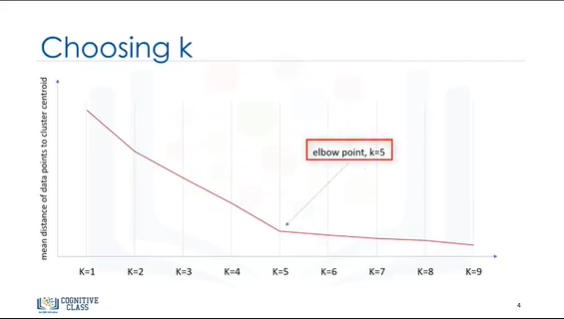 Choosing k
mean distance of data points to cluster centroid
elbow point, k=5
K=1 K=2 K=3 K=4 K=5 K=6 K=7 K=8 K=9
COGNITIVE
CLASS
4